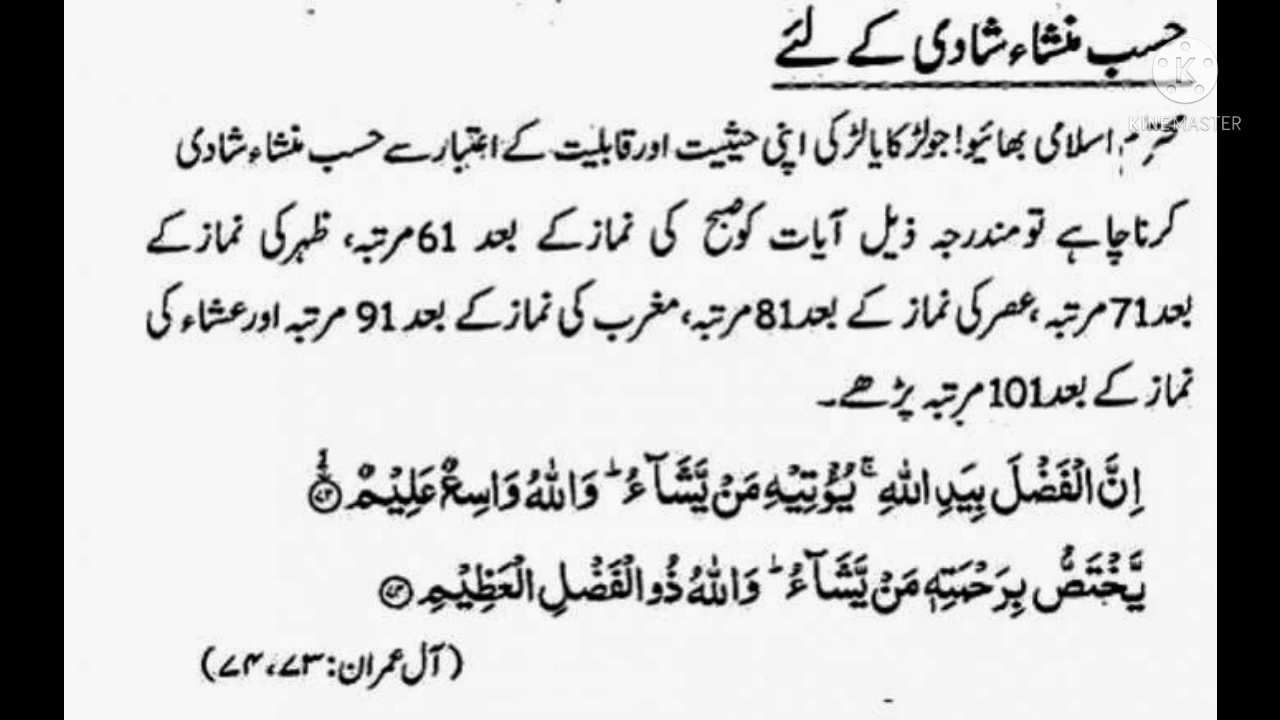 حسب منشاء شادی کے لئے
KINEMASTER
اسلامی بھائیو! جو لڑکا یا لڑکی اپنی حیثیت اور قابلیت کے اعتبار سے حسب منشاء شادی
کرنا چاہے تو مندرجہ ذیل آیات کو صبح کی نماز کے بعد 61 مرتبہ، ظہر کی نماز کے
بعد 71 مرتبہ، عصر کی نماز کے بعد 81 مرتبہ، مغرب کی نماز کے بعد 91 مرتبہ اور عشاء کی
نماز کے بعد 101 مرتبہ پڑھے۔
اِنَّ الْفَضْلَ بِيَدِ اللّٰهِ ۚ يُؤْتِيْهِ مَنْ يَّشَآءُ ؕ وَاللّٰهُ وَاسِعٌ عَلِيْمٌ ۝۷۳
يَّخْتَصُّ بِرَحْمَتِهٖ مَنْ يَّشَآءُ ؕ وَاللّٰهُ ذُو الْفَضْلِ الْعَظِيْمِ ۝۷۴
(آل عمران: ۷۳، ۷۴)